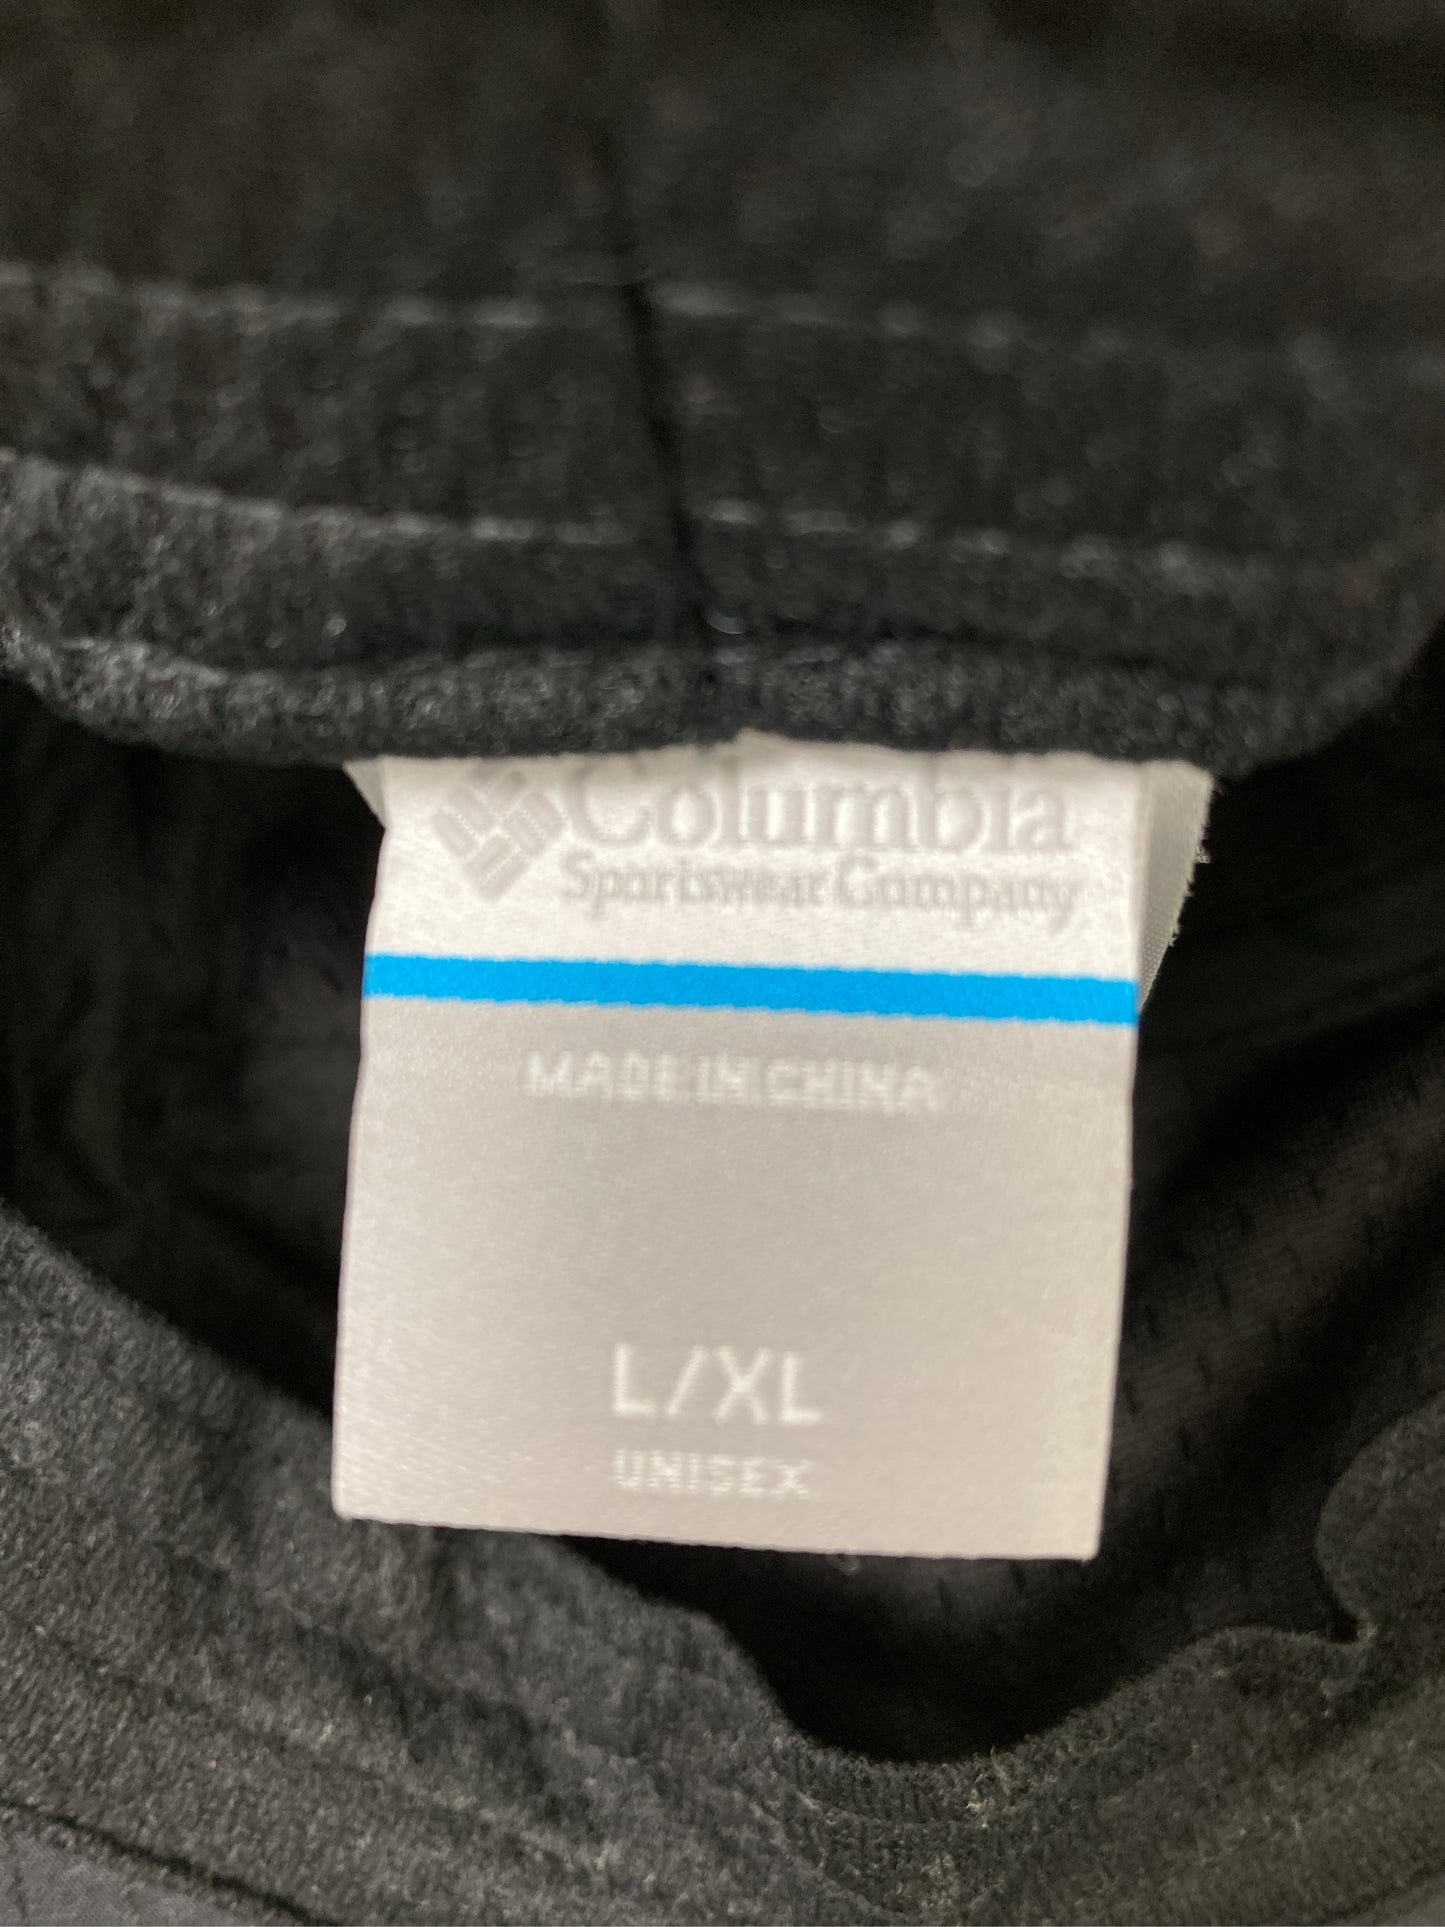 Columbia
Sportswear Company
MADE IN CHINA
L/XL
UNISEX